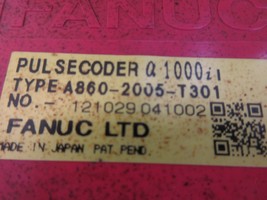 FANUC
PULSECODER α1000iI
TYPE A860-2005-T301
NO.- 121029 041002
FANUC LTD
MADE IN JAPAN PAT. PEND.